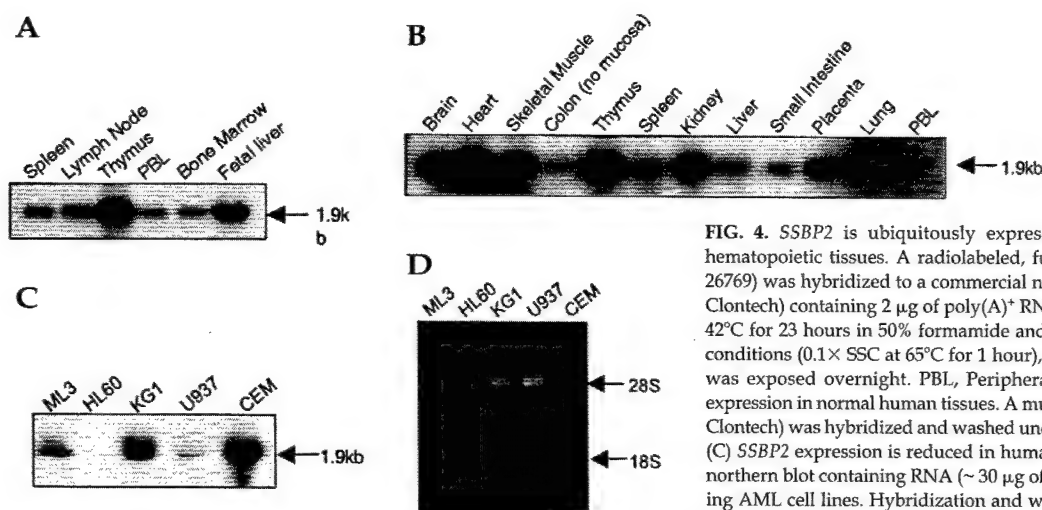 A
Spleen
Lymph Node
Thymus
PBL
Bone Marrow
Fetal liver
1.9k
b
B
Brain
Heart
Skeletal Muscle
Colon (no mucosa)
Thymus
Spleen
Kidney
Liver
Small Intestine
Placenta
Lung
PBL
1.9kb
C
ML3
HL60
KG1
U937
CEM
1.9kb
D
ML3
HL60
KG1
U937
CEM
28S
18S
FIG. 4. SSBP2 is ubiquitously expres
hematopoietic tissues. A radiolabeled, fu
26769) was hybridized to a commercial n
Clontech) containing 2 µg of poly(A)⁺ RN
42°C for 23 hours in 50% formamide and
conditions (0.1× SSC at 65°C for 1 hour),
was exposed overnight. PBL, Periphera
expression in normal human tissues. A mu
Clontech) was hybridized and washed un
(C) SSBP2 expression is reduced in huma
northern blot containing RNA (~ 30 µg of
ing AML cell lines. Hybridization and w